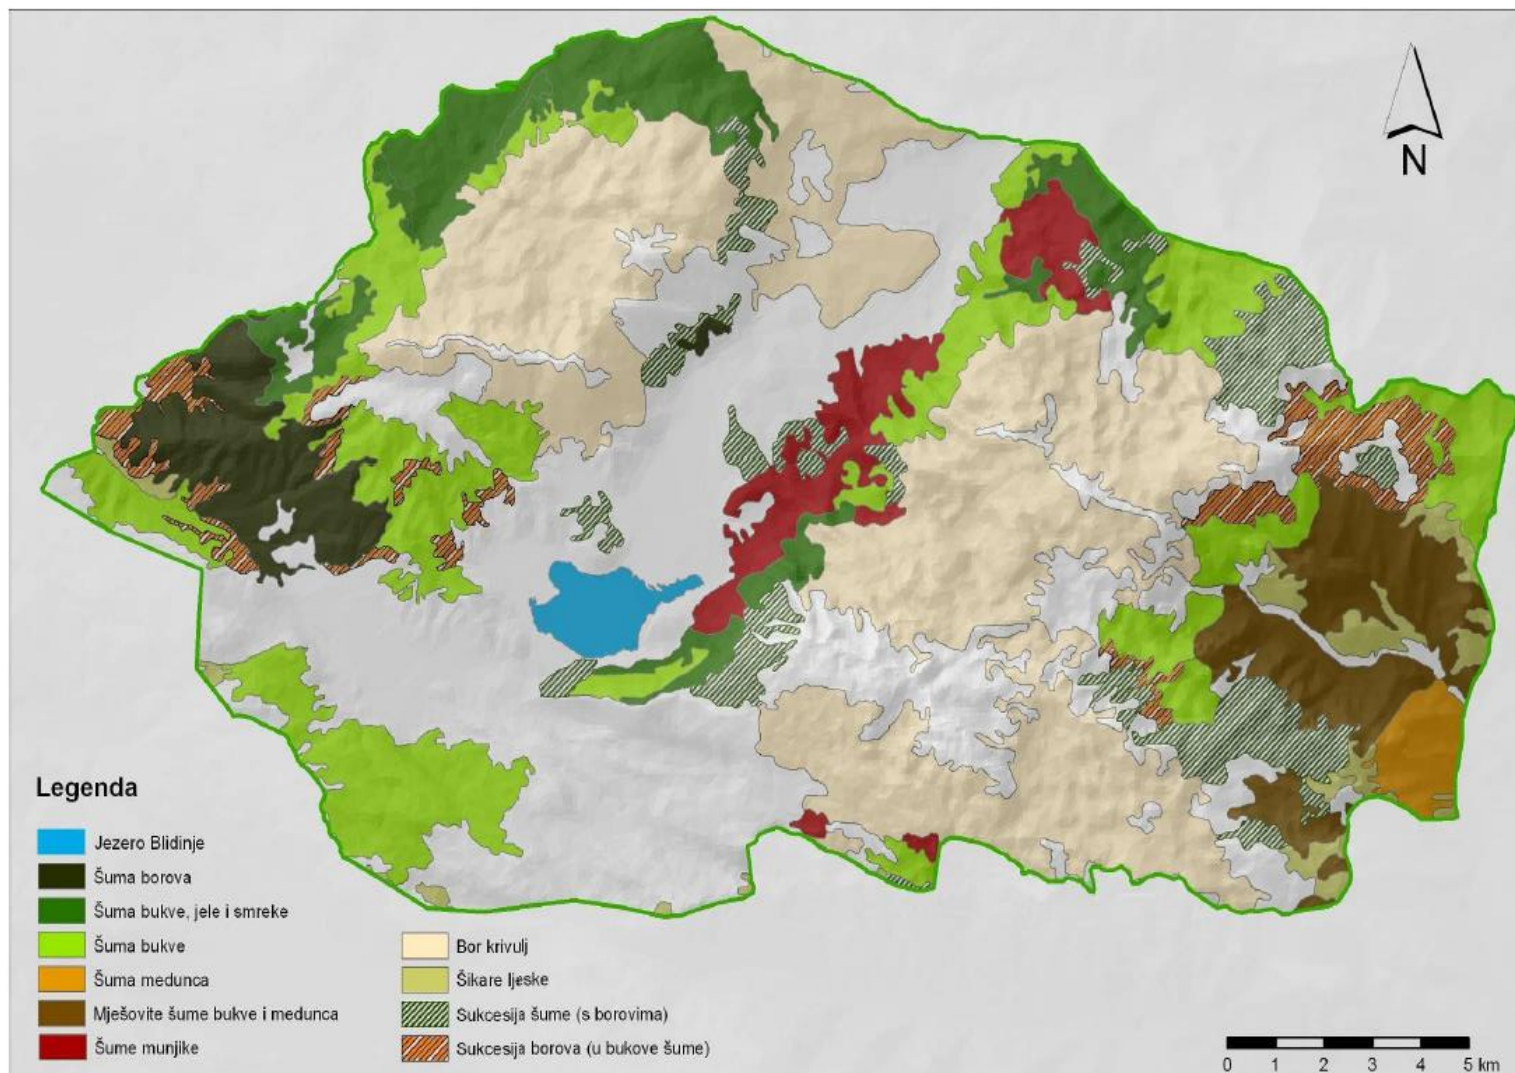 N
Legenda
Jezero Blidinje
Šuma borova
Šuma bukve, jele i smreke
Šuma bukve
Šuma medunca
Mješovite šume bukve i medunca
Šume munjike
Bor krivulj
Šikare ljeske
Sukcesija šume (s borovima)
Sukcesija borova (u bukove šume)
0 1 2 3 4 5 km